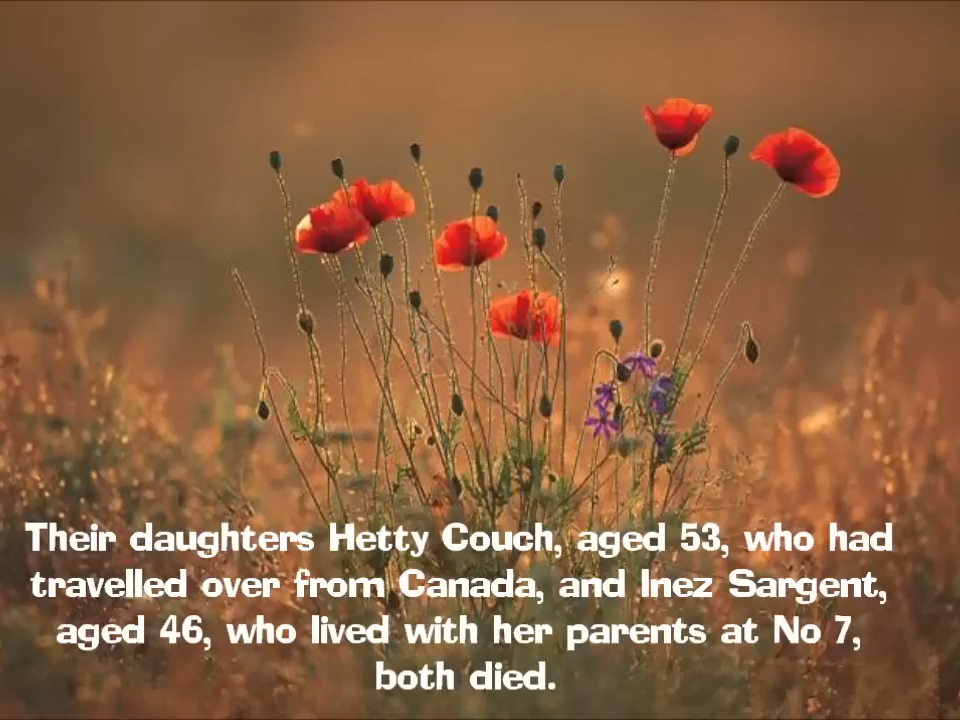 Their daughters Hetty Couch, aged 53, who had
travelled over from Canada, and Inez Sargent,
aged 46, who lived with her parents at No 7,
both died.